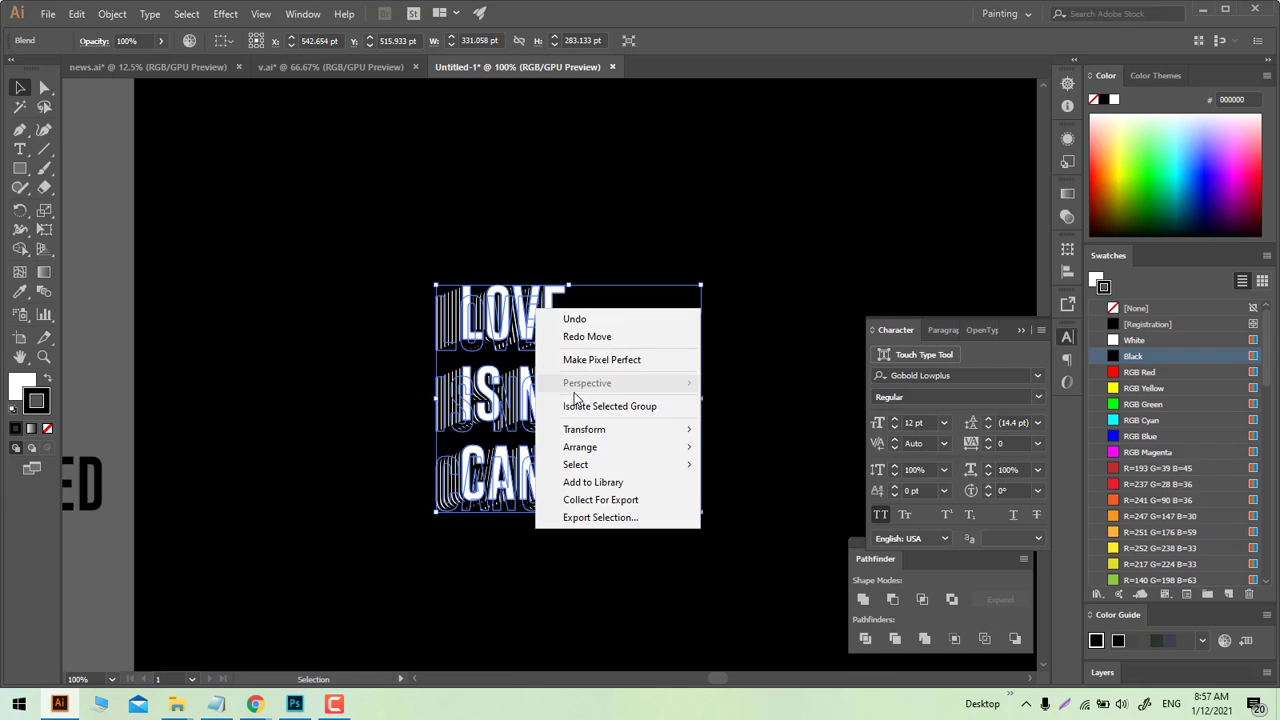 Ai File Edit Object Type Select Effect View Window Help Br St Painting Search Adobe Stock
Blend Opacity: 100% X: 542.654 pt Y: 515.933 pt W: 331.058 pt H: 283.133 pt
news.ai* @ 12.5% (RGB/GPU Preview) v.ai* @ 66.67% (RGB/GPU Preview) Untitled-1* @ 100% (RGB/GPU Preview)
Color Color Themes
# 000000
Swatches
[None]
[Registration]
White
Black
RGB Red
RGB Yellow
RGB Green
RGB Cyan
RGB Blue
RGB Magenta
R=193 G=39 B=45
R=237 G=28 B=36
R=241 G=90 B=36
R=247 G=147 B=30
R=251 G=176 B=59
R=252 G=238 B=33
R=217 G=224 B=33
R=140 G=198 B=63
Color Guide
Layers
LOVE
IS N
CAN
ED
Undo
Redo Move
Make Pixel Perfect
Perspective
Isolate Selected Group
Transform
Arrange
Select
Add to Library
Collect For Export
Export Selection...
Character Paragr OpenTy
Touch Type Tool
Gobold Lowplus
Regular
12 pt (14.4 pt)
Auto 0
100% 100%
0 pt 0°
English: USA
Pathfinder
Shape Modes:
Expand
Pathfinders:
100% 1 Selection
Desktop ENG 8:57 AM
1/12/2021
20